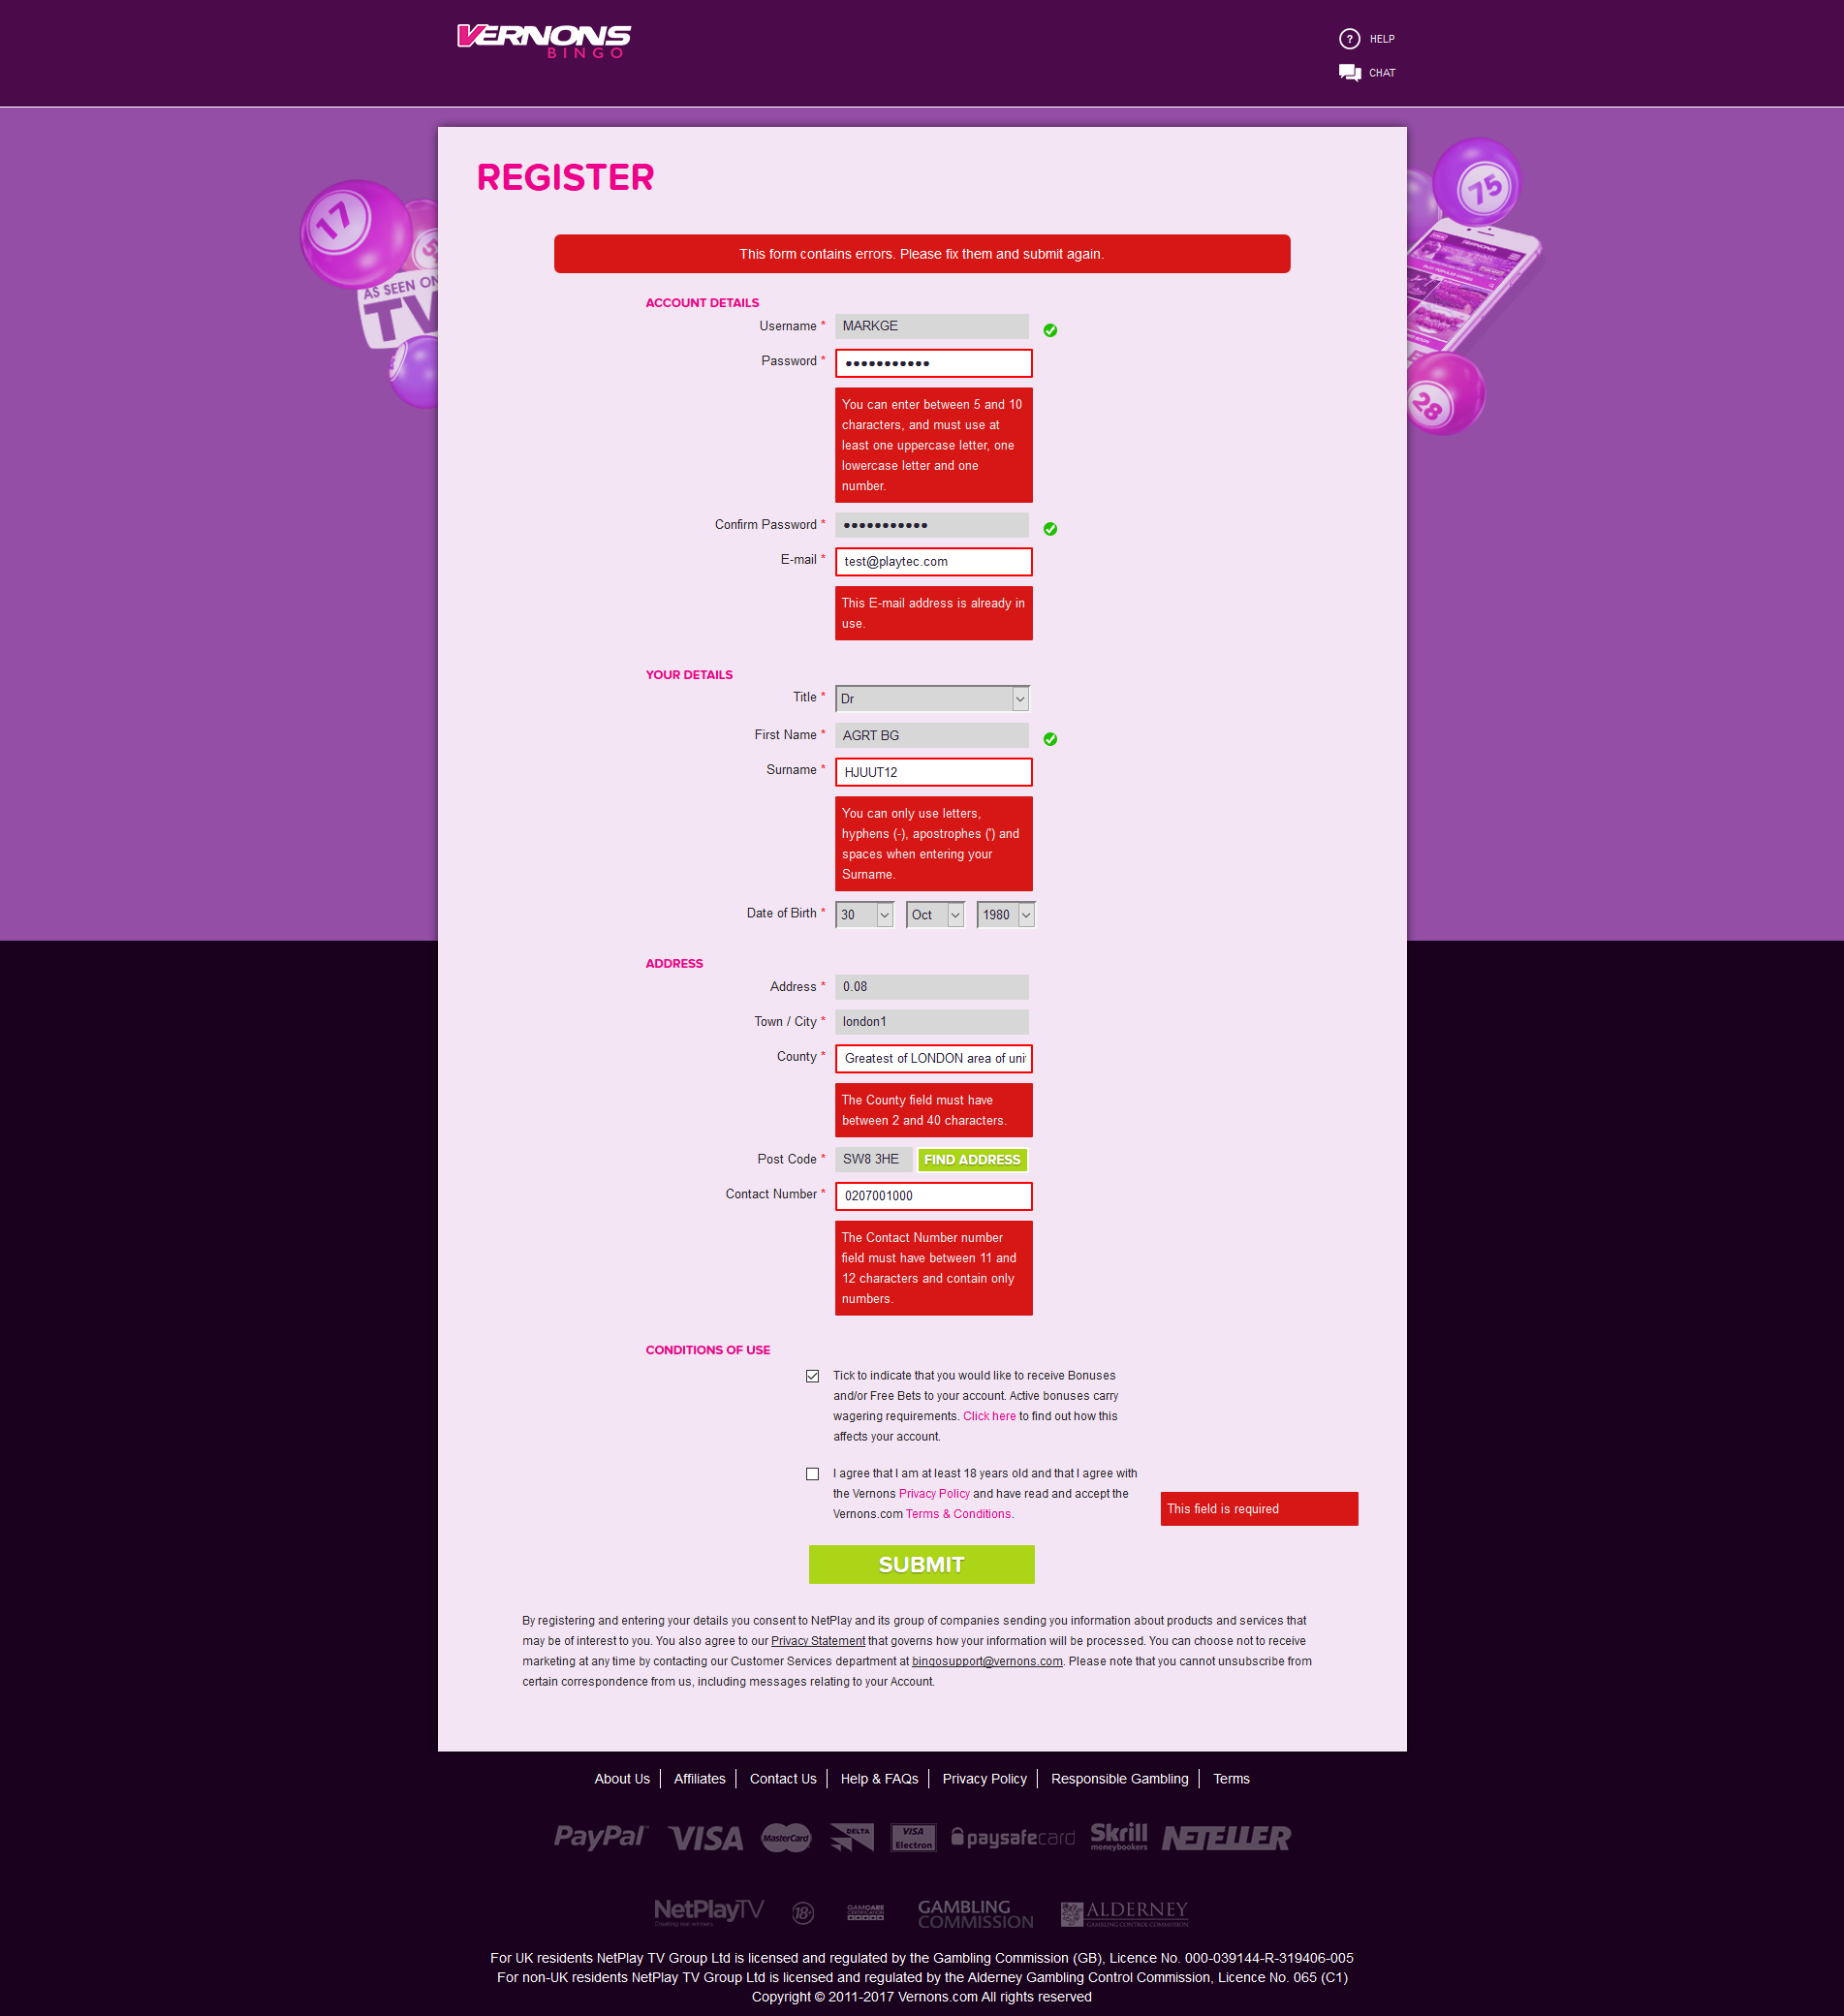 VERNONS
BINGO
? HELP
CHAT
REGISTER
17
5
AS SEEN ON
TV
75
28
This form contains errors. Please fix them and submit again.
ACCOUNT DETAILS
Username * MARKGE
Password * •••••••••••
You can enter between 5 and 10
characters, and must use at
least one uppercase letter, one
lowercase letter and one
number.
Confirm Password * •••••••••••
E-mail * test@playtec.com
This E-mail address is already in
use.
YOUR DETAILS
Title * Dr
First Name * AGRT BG
Surname * HJUUT12
You can only use letters,
hyphens (-), apostrophes (') and
spaces when entering your
Surname.
Date of Birth * 30 Oct 1980
ADDRESS
Address * 0.08
Town / City * london1
County * Greatest of LONDON area of uni
The County field must have
between 2 and 40 characters.
Post Code * SW8 3HE FIND ADDRESS
Contact Number * 0207001000
The Contact Number number
field must have between 11 and
12 characters and contain only
numbers.
CONDITIONS OF USE
Tick to indicate that you would like to receive Bonuses
and/or Free Bets to your account. Active bonuses carry
wagering requirements. Click here to find out how this
affects your account.
I agree that I am at least 18 years old and that I agree with
the Vernons Privacy Policy and have read and accept the
Vernons.com Terms & Conditions.
This field is required
SUBMIT
By registering and entering your details you consent to NetPlay and its group of companies sending you information about products and services that
may be of interest to you. You also agree to our Privacy Statement that governs how your information will be processed. You can choose not to receive
marketing at any time by contacting our Customer Services department at bingosupport@vernons.com. Please note that you cannot unsubscribe from
certain correspondence from us, including messages relating to your Account.
About Us Affiliates Contact Us Help & FAQs Privacy Policy Responsible Gambling Terms
PayPal VISA MasterCard DELTA VISA Electron paysafecard Skrill moneybookers NETELLER
NetPlayTV 18+ GAMCARE CERTIFICATION GAMBLING COMMISSION ALDERNEY GAMBLING CONTROL COMMISSION
Creating real winners
For UK residents NetPlay TV Group Ltd is licensed and regulated by the Gambling Commission (GB), Licence No. 000-039144-R-319406-005
For non-UK residents NetPlay TV Group Ltd is licensed and regulated by the Alderney Gambling Control Commission, Licence No. 065 (C1)
Copyright © 2011-2017 Vernons.com All rights reserved